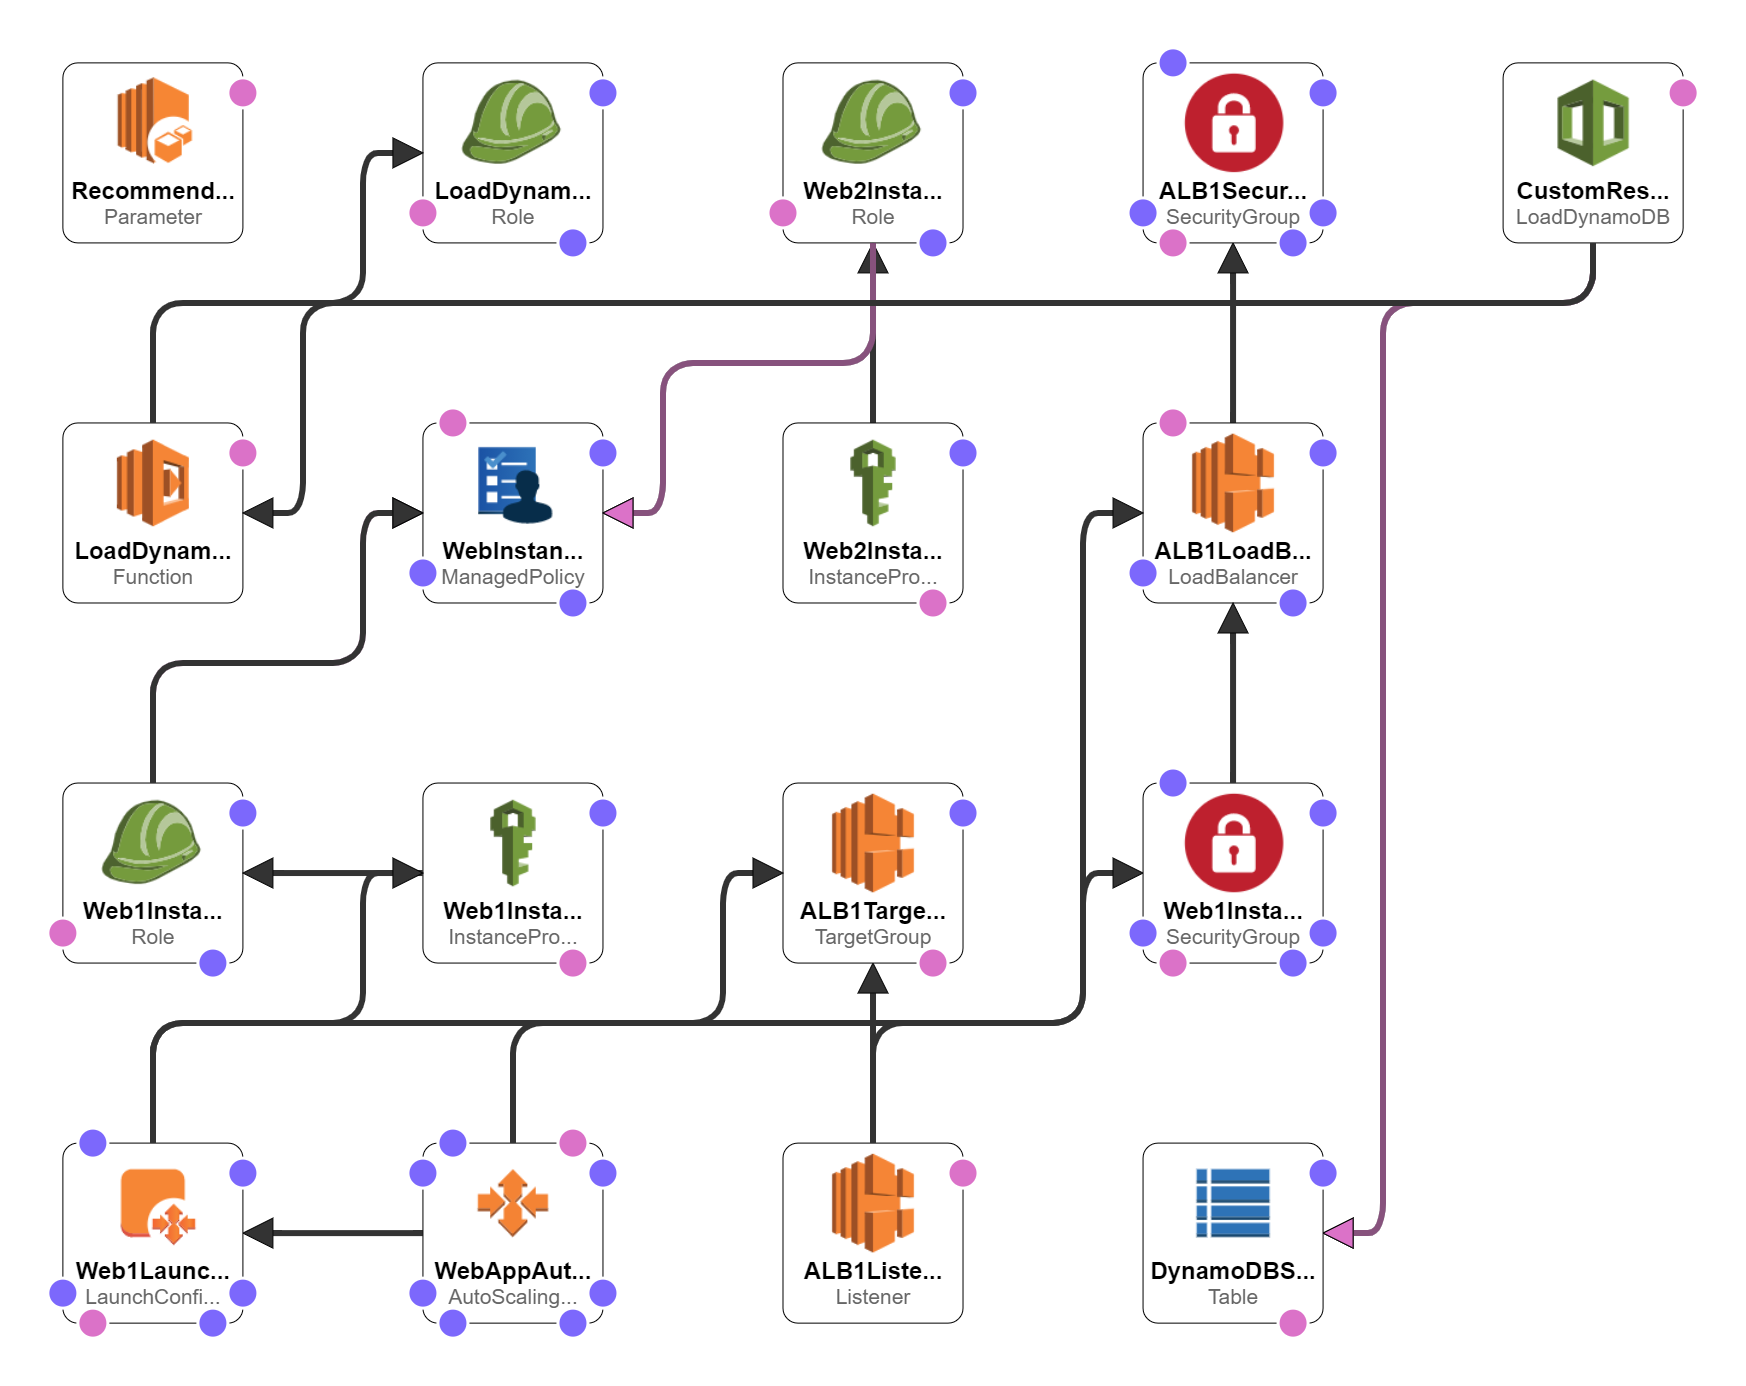 Recommend...
Parameter
LoadDynam...
Role
Web2Insta...
Role
ALB1Secur...
SecurityGroup
CustomRes...
LoadDynamoDB
LoadDynam...
Function
WebInstan...
ManagedPolicy
Web2Insta...
InstancePro...
ALB1LoadB...
LoadBalancer
Web1Insta...
Role
Web1Insta...
InstancePro...
ALB1Targe...
TargetGroup
Web1Insta...
SecurityGroup
Web1Launc...
LaunchConfi...
WebAppAut...
AutoScaling...
ALB1Liste...
Listener
DynamoDBS...
Table